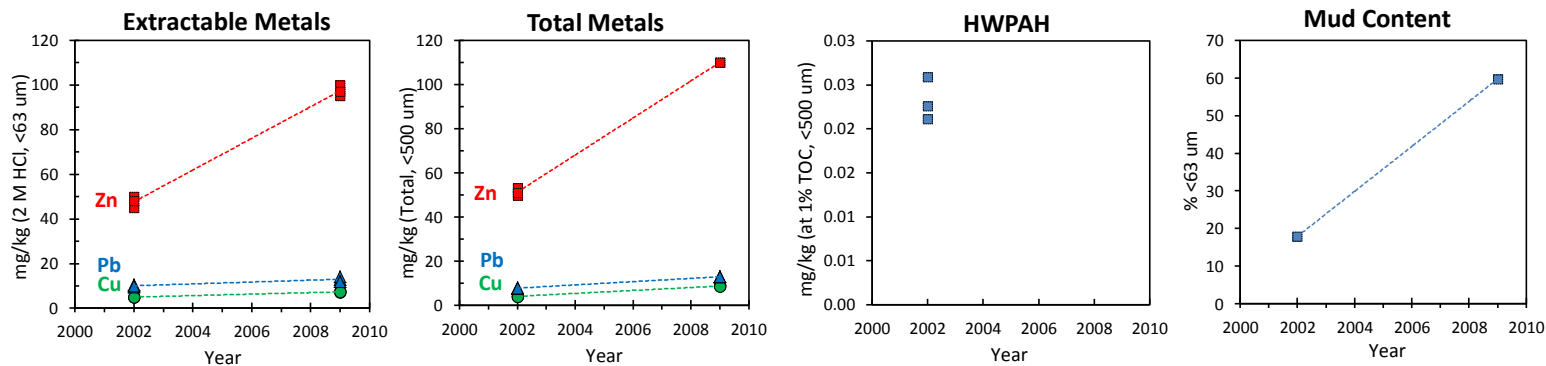 Extractable Metals
mg/kg (2 M HCl, <63 um)
120
100
80
60
40
20
0
Zn
Pb
Cu
2000 2002 2004 2006 2008 2010
Year
Total Metals
mg/kg (Total, <500 um)
120
100
80
60
40
20
0
Zn
Pb
Cu
2000 2002 2004 2006 2008 2010
Year
HWPAH
mg/kg (at 1% TOC, <500 um)
0.03
0.03
0.02
0.02
0.01
0.01
0.00
2000 2002 2004 2006 2008 2010
Year
Mud Content
% <63 um
70
60
50
40
30
20
10
0
2000 2002 2004 2006 2008 2010
Year